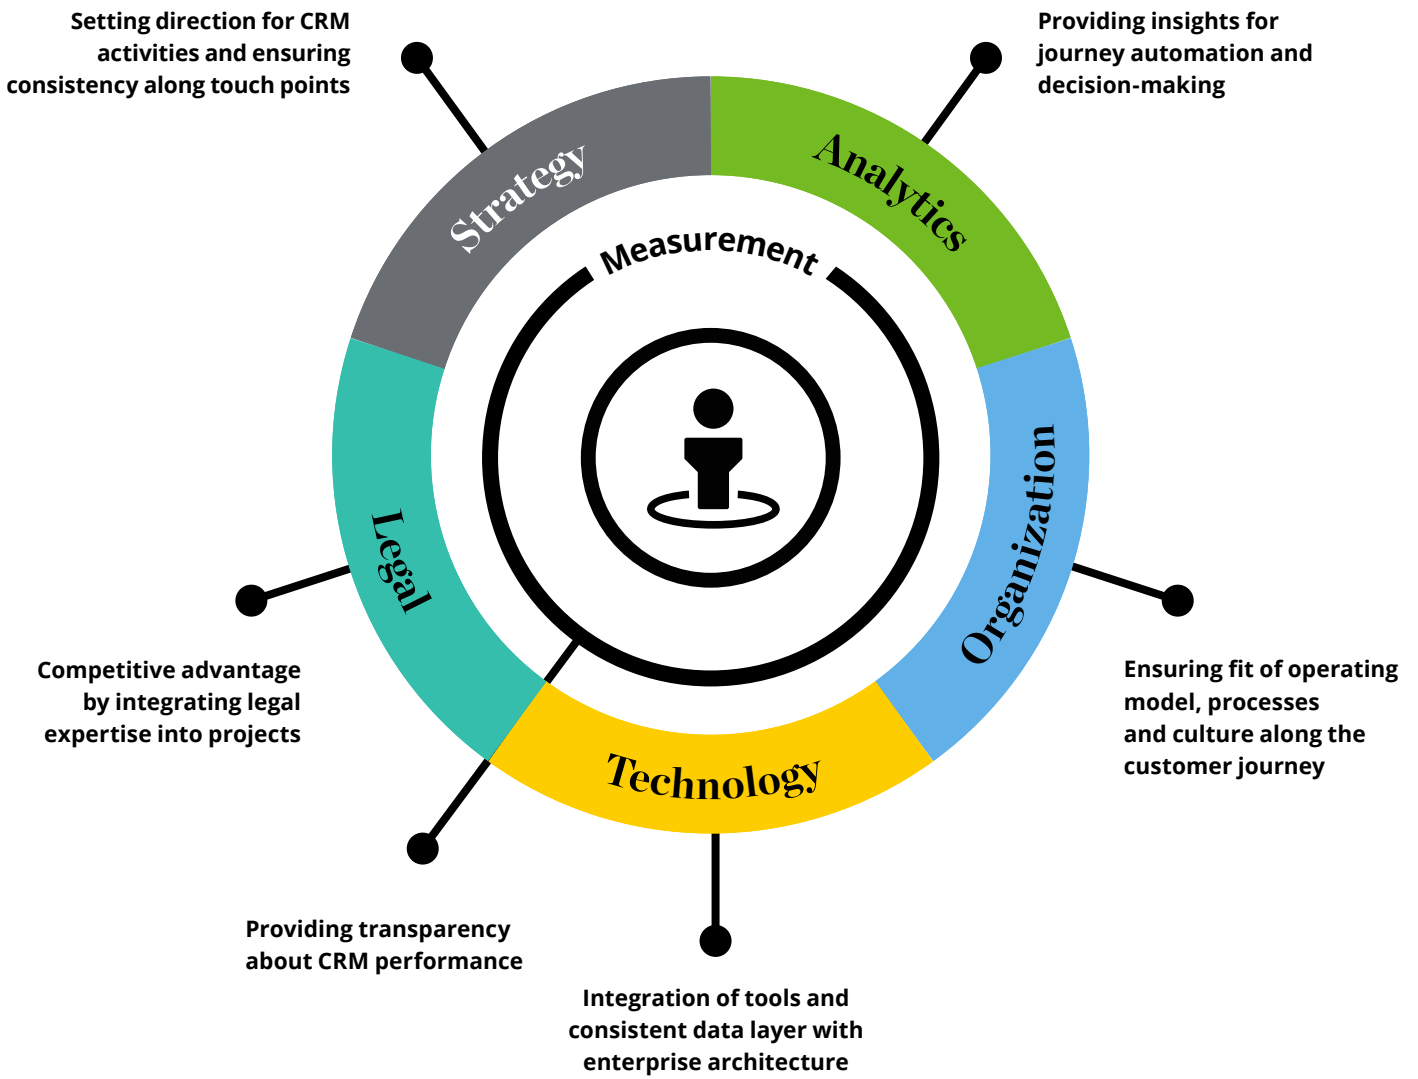 Setting direction for CRM
activities and ensuring
consistency along touch points
Providing insights for
journey automation and
decision-making
Strategy
Analytics
Measurement
Organization
Legal
Technology
Competitive advantage
by integrating legal
expertise into projects
Ensuring fit of operating
model, processes
and culture along the
customer journey
Providing transparency
about CRM performance
Integration of tools and
consistent data layer with
enterprise architecture